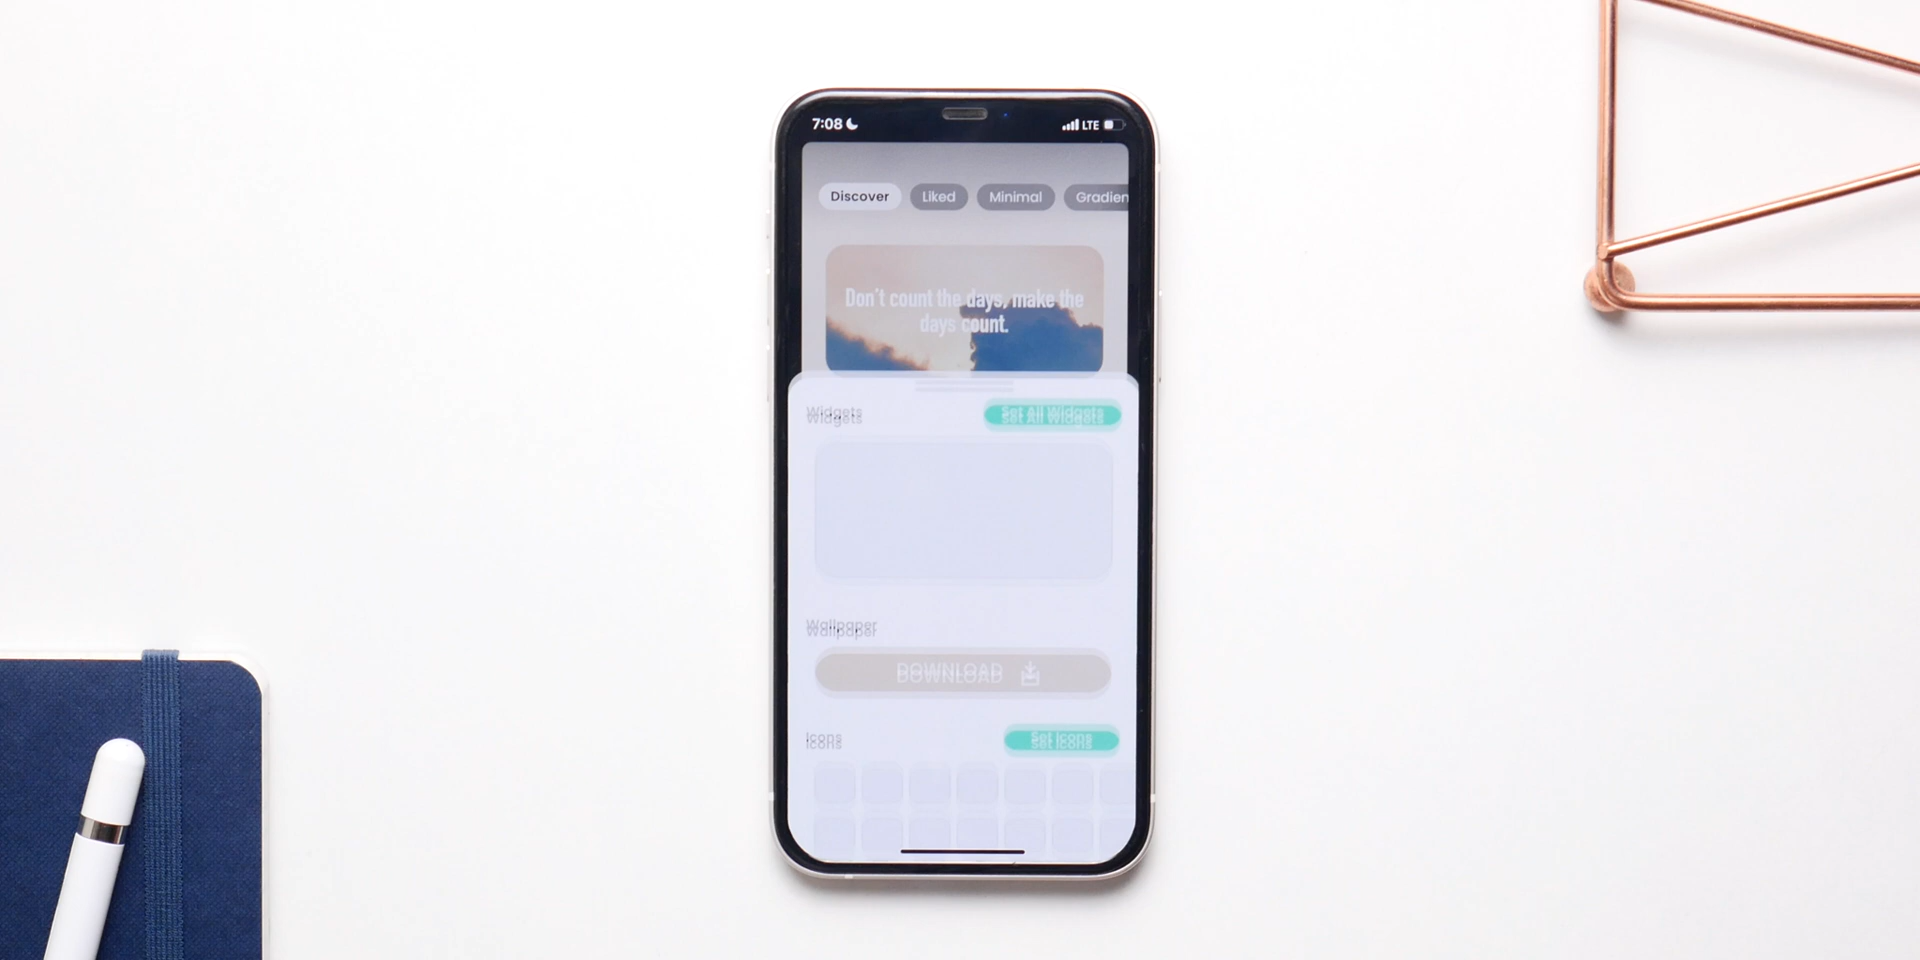 7:08
LTE
Discover
Liked
Minimal
Gradien
Don't count the days, make the
days count.
Widgets
Set All Widgets
Wallpaper
DOWNLOAD
Icons
Set Icons